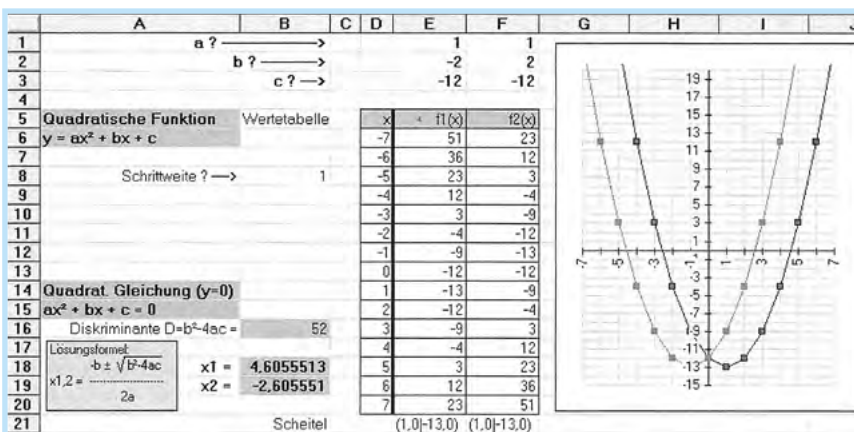 A B C D E F G H I J
1 a ? ———> 1 1
2 b ? ———> -2 2
3 c ? —> -12 -12
4
5 Quadratische Funktion Wertetabelle x f1(x) f2(x)
6 y = ax² + bx + c -7 51 23
7 -6 36 12
8 Schrittweite ? —> 1 -5 23 3
9 -4 12 -4
10 -3 3 -9
11 -2 -4 -12
12 -1 -9 -13
13 0 -12 -12
14 Quadrat. Gleichung (y=0) 1 -13 -9
15 ax² + bx + c = 0 2 -12 -4
16 Diskriminante D=b²-4ac = 52 3 -9 3
17 Lösungsformel: 4 -4 12
18 -b ± √b²-4ac x1 = 4,6055513 5 3 23
19 x1,2 = ---------- x2 = -2,605551 6 12 36
20 2a 7 23 51
21 Scheitel (1,0|-13,0) (1,0|-13,0)
19
17
15
13
11
9
7
5
3
1
-7 -5 -3 -1 1 3 5 7
-3
-5
-7
-9
-11
-13
-15